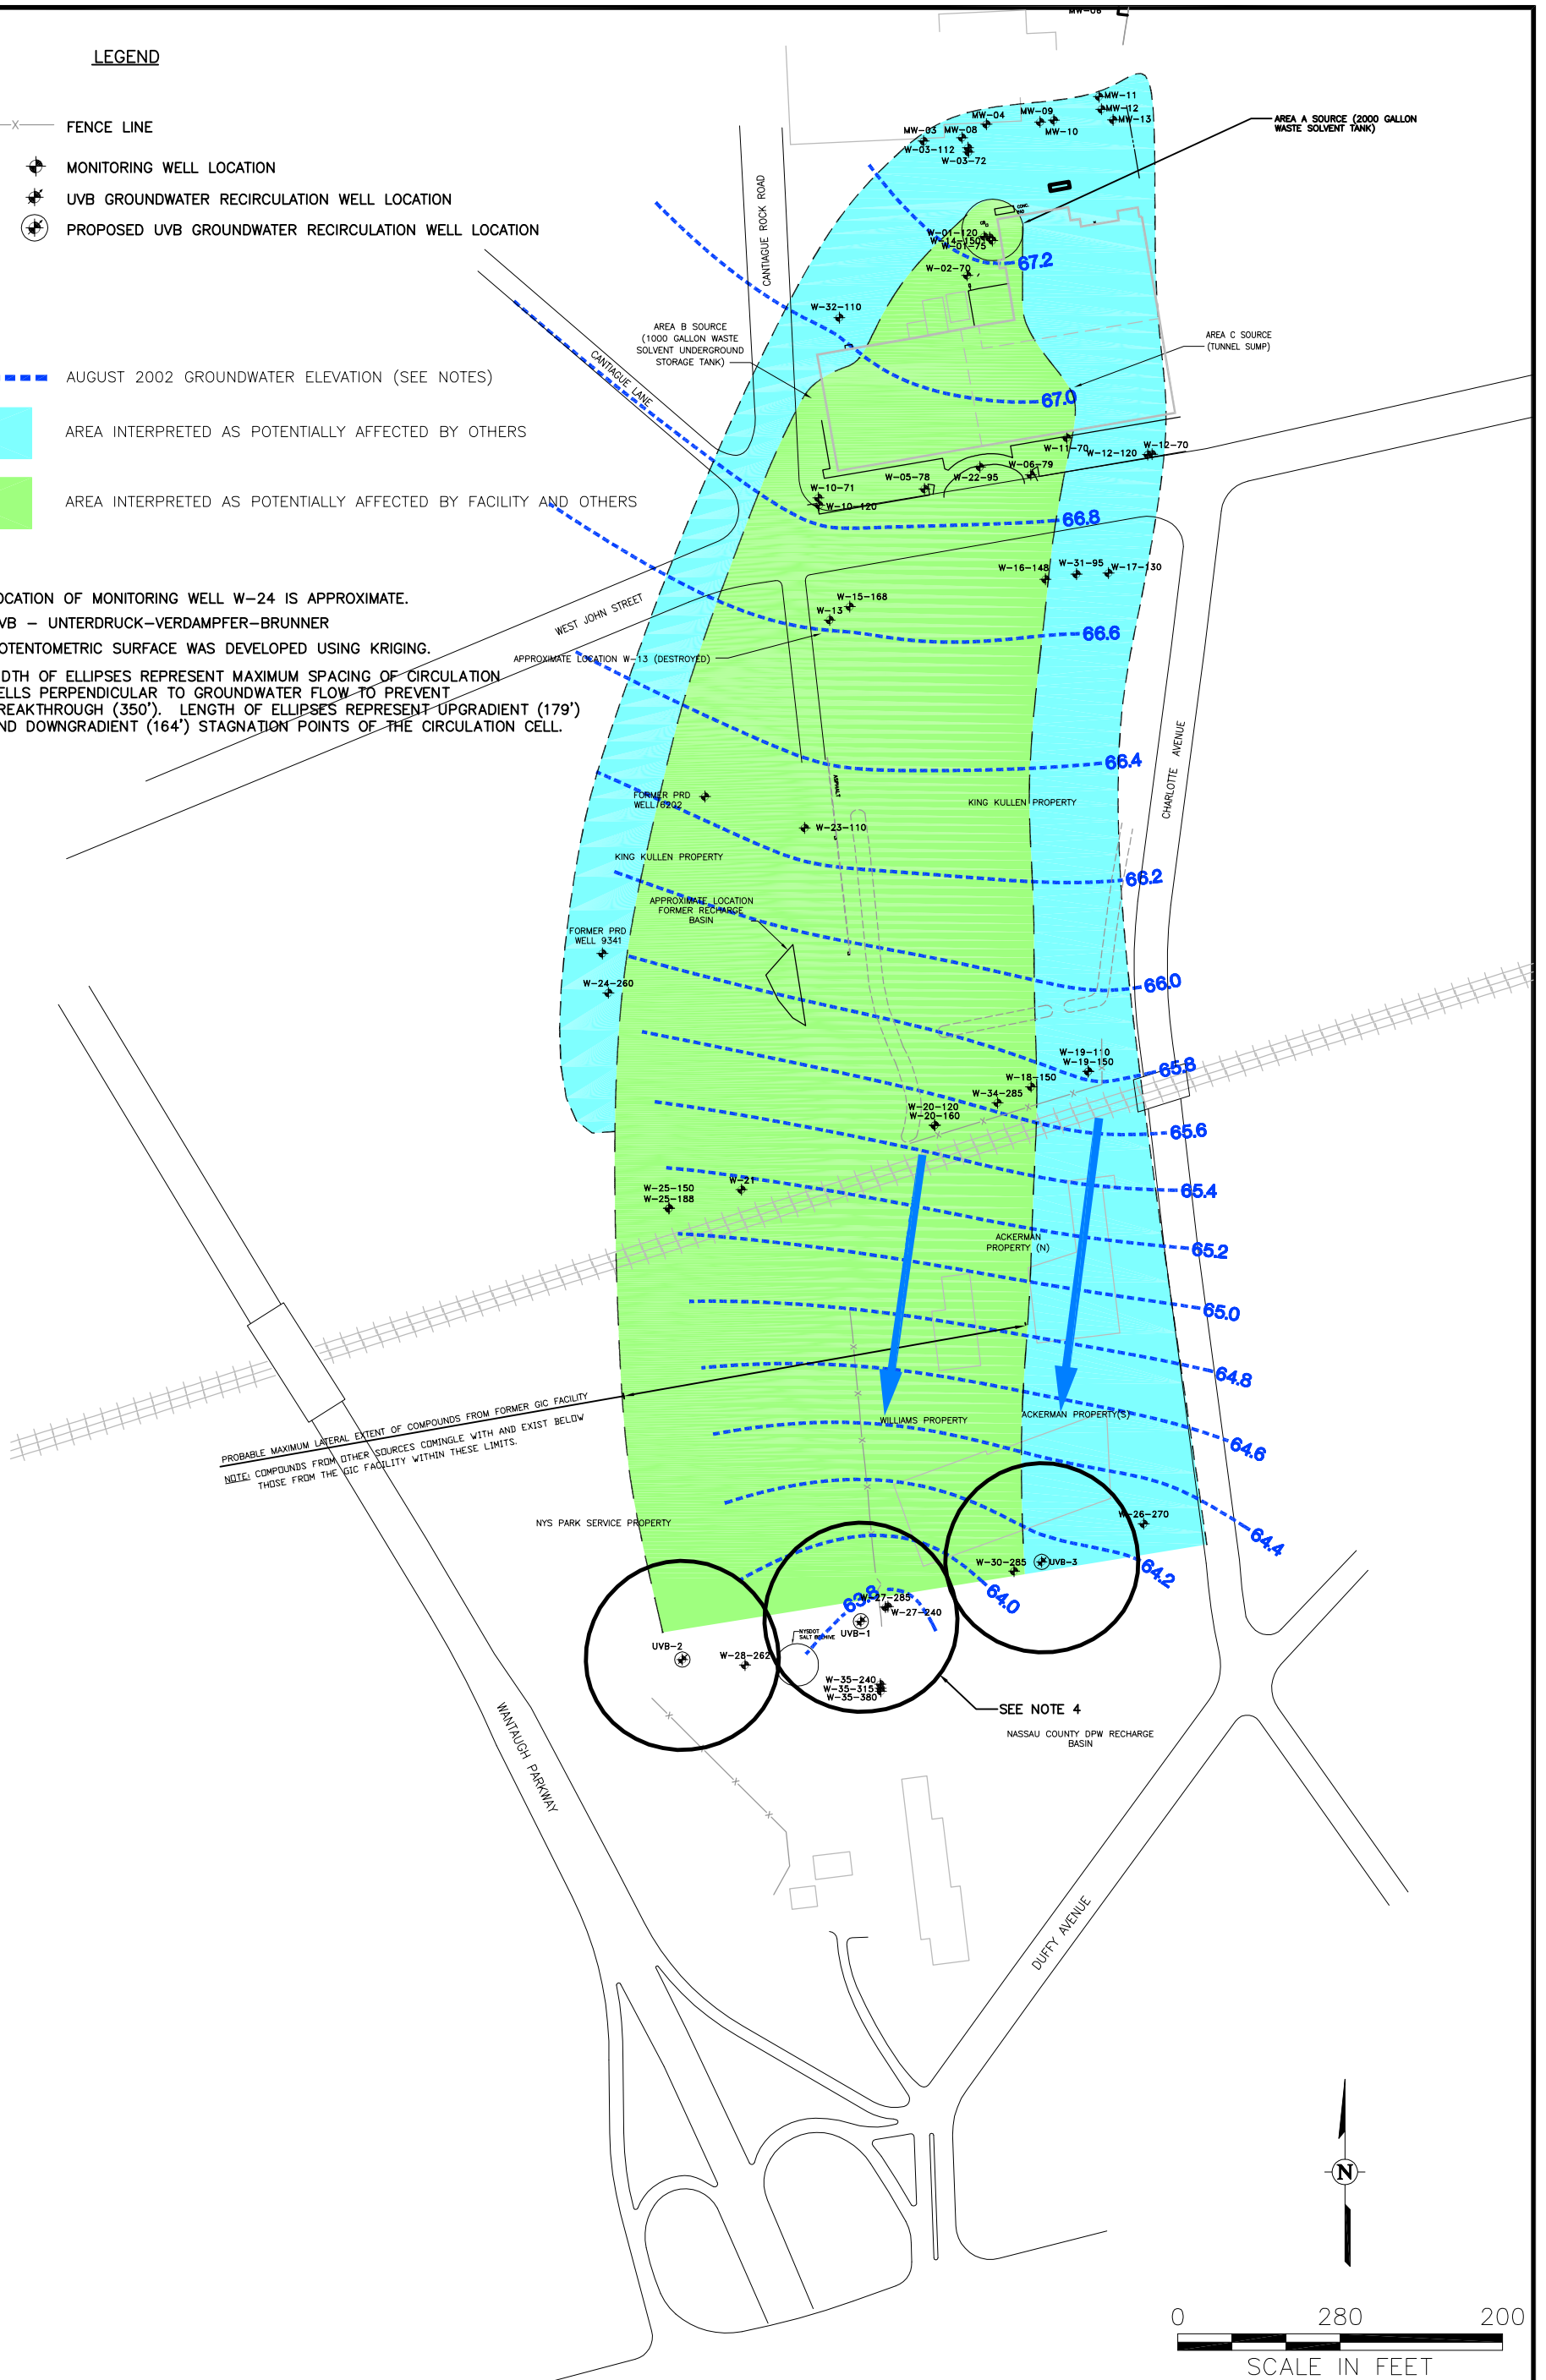 LEGEND
FENCE LINE
MONITORING WELL LOCATION
UVB GROUNDWATER RECIRCULATION WELL LOCATION
PROPOSED UVB GROUNDWATER RECIRCULATION WELL LOCATION
AUGUST 2002 GROUNDWATER ELEVATION (SEE NOTES)
AREA INTERPRETED AS POTENTIALLY AFFECTED BY OTHERS
AREA INTERPRETED AS POTENTIALLY AFFECTED BY FACILITY AND OTHERS
OCATION OF MONITORING WELL W-24 IS APPROXIMATE.
VB - UNTERDRUCK-VERDAMPFER-BRUNNER
OTENTOMETRIC SURFACE WAS DEVELOPED USING KRIGING.
IDTH OF ELLIPSES REPRESENT MAXIMUM SPACING OF CIRCULATION
ELLS PERPENDICULAR TO GROUNDWATER FLOW TO PREVENT
REAKTHROUGH (350'). LENGTH OF ELLIPSES REPRESENT UPGRADIENT (179')
ND DOWNGRADIENT (164') STAGNATION POINTS OF THE CIRCULATION CELL.
MW-06
MW-11
MW-12
MW-13
MW-09
MW-10
MW-04
MW-03
MW-08
W-03-112
W-03-72
AREA A SOURCE (2000 GALLON
WASTE SOLVENT TANK)
CANTIAGUE ROCK ROAD
W-01-120
W-14-150
W-01-75
67.2
W-02-70
W-32-110
AREA B SOURCE
(1000 GALLON WASTE
SOLVENT UNDERGROUND
STORAGE TANK)
AREA C SOURCE
(TUNNEL SUMP)
CANTIAGUE LANE
67.0
W-11-70
W-12-120
W-12-70
W-06-79
W-22-95
W-05-78
W-10-71
W-10-120
66.8
W-16-148
W-31-95
W-17-130
W-15-168
W-13
WEST JOHN STREET
66.6
APPROXIMATE LOCATION W-13 (DESTROYED)
CHARLOTTE AVENUE
66.4
ASPHALT
FORMER PRD
WELL 6202
KING KULLEN PROPERTY
W-23-110
KING KULLEN PROPERTY
66.2
APPROXIMATE LOCATION
FORMER RECHARGE
BASIN
FORMER PRD
WELL 9341
W-24-260
66.0
W-19-110
W-19-150
65.8
W-18-150
W-34-285
W-20-120
W-20-160
65.6
W-21
W-25-150
W-25-188
65.4
ACKERMAN
PROPERTY (N)
65.2
65.0
64.8
PROBABLE MAXIMUM LATERAL EXTENT OF COMPOUNDS FROM FORMER GIC FACILITY
NOTE: COMPOUNDS FROM OTHER SOURCES COMINGLE WITH AND EXIST BELOW
THOSE FROM THE GIC FACILITY WITHIN THESE LIMITS.
WILLIAMS PROPERTY
ACKERMAN PROPERTY(S)
64.6
NYS PARK SERVICE PROPERTY
W-26-270
64.4
W-30-285
UVB-3
64.2
64.0
63.8
W-27-285
W-27-240
NYSDOT
SALT BEEHIVE
UVB-1
UVB-2
W-28-262
W-35-240
W-35-315
W-35-380
SEE NOTE 4
NASSAU COUNTY DPW RECHARGE
BASIN
WANTAUGH PARKWAY
DUFFY AVENUE
N
0 280 200
SCALE IN FEET